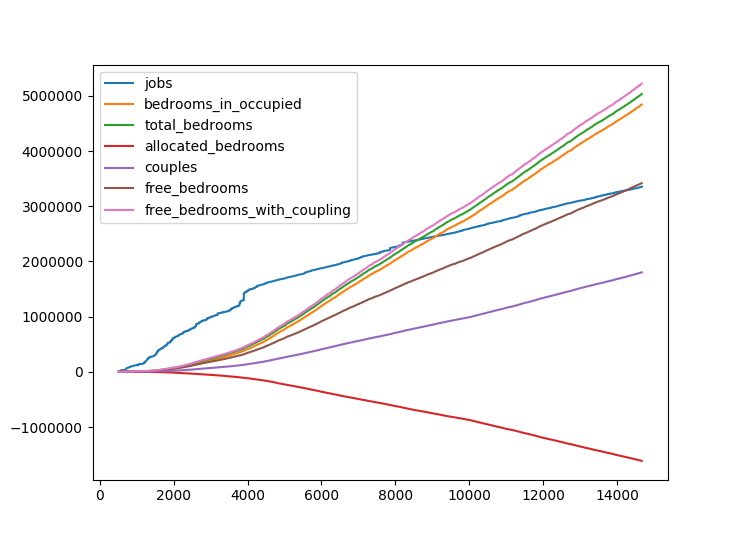 jobs
bedrooms_in_occupied
total_bedrooms
allocated_bedrooms
couples
free_bedrooms
free_bedrooms_with_coupling
5000000
4000000
3000000
2000000
1000000
0
−1000000
0 2000 4000 6000 8000 10000 12000 14000